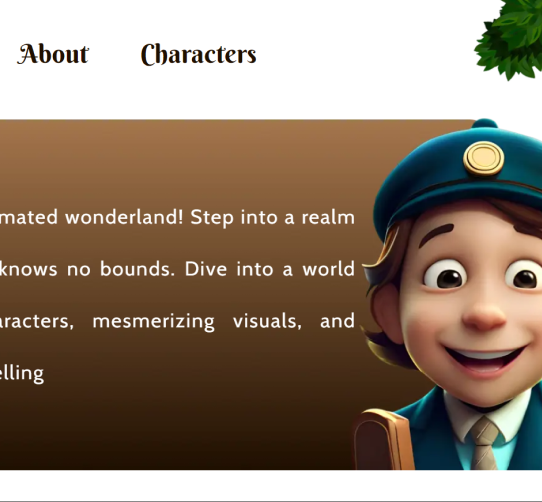 About Characters
mated wonderland! Step into a realm
knows no bounds. Dive into a world
aracters, mesmerizing visuals, and
elling